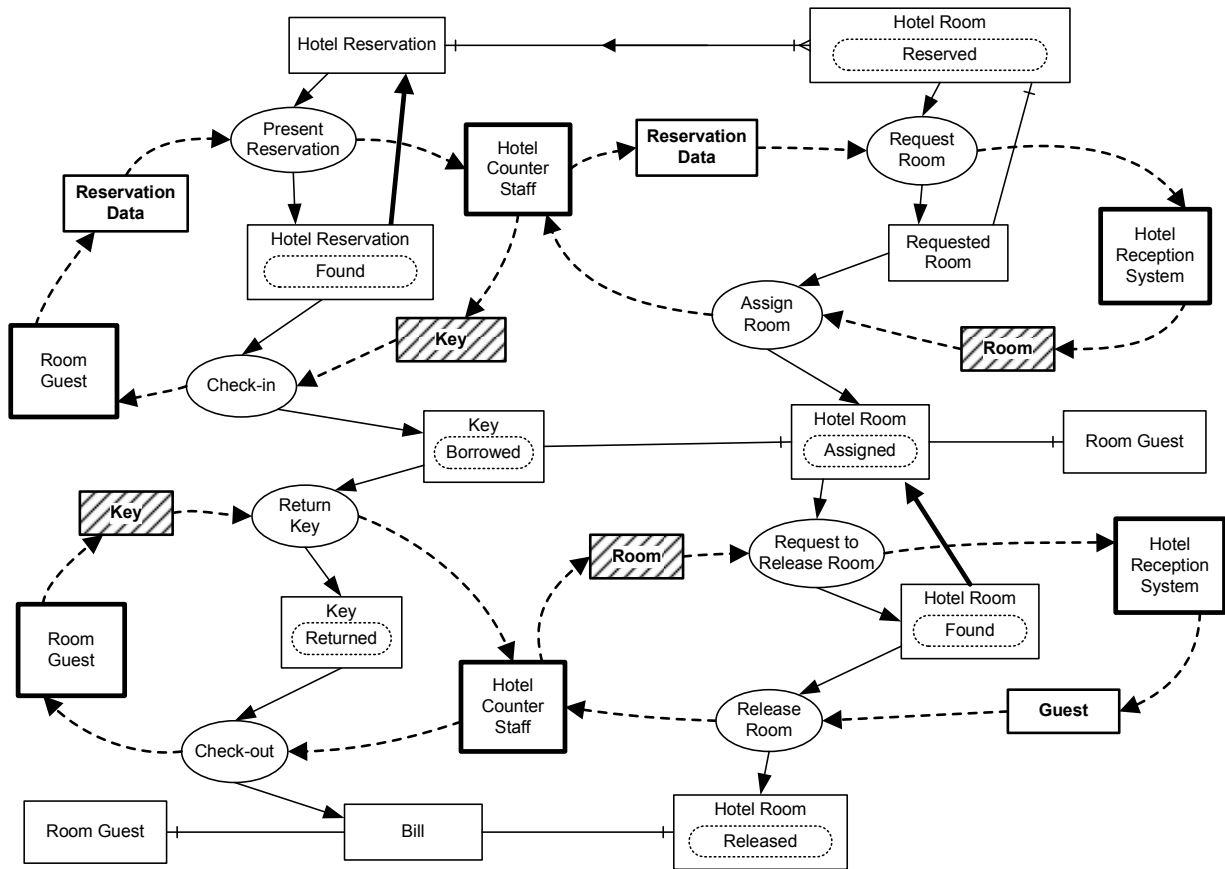 Hotel Reservation
Hotel Room
Reserved
Present
Reservation
Hotel
Counter
Staff
Reservation
Data
Request
Room
Reservation
Data
Hotel Reservation
Found
Requested
Room
Hotel
Reception
System
Assign
Room
Room
Key
Room
Guest
Check-in
Key
Borrowed
Hotel Room
Assigned
Room Guest
Key
Return
Key
Room
Request to
Release Room
Hotel
Reception
System
Key
Returned
Hotel Room
Found
Room
Guest
Hotel
Counter
Staff
Release
Room
Guest
Check-out
Room Guest
Bill
Hotel Room
Released